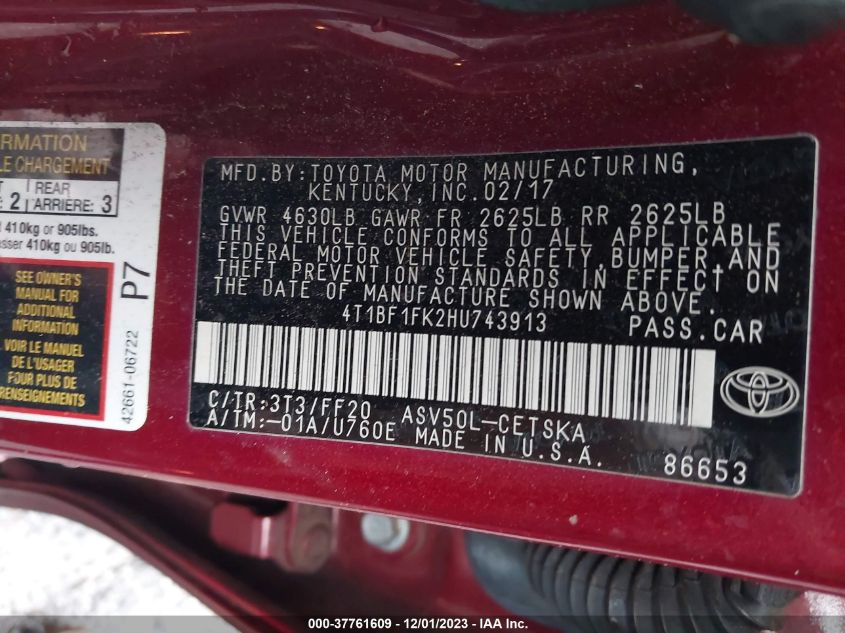 RMATION
LE CHARGEMENT
REAR
2 ARRIERE: 3
410kg or 905lbs.
asser 410kg ou 905lb.
SEE OWNER'S
MANUAL FOR
ADDITIONAL
INFORMATION
VOIR LE MANUEL
DE L'USAGER
POUR PLUS DE
RENSEIGNEMENTS
42661-06722
P7
MFD.BY:TOYOTA MOTOR MANUFACTURING,
KENTUCKY,INC.02/17
GVWR 4630LB GAWR FR 2625LB RR 2625LB
THIS VEHICLE CONFORMS TO ALL APPLICABLE
FEDERAL MOTOR VEHICLE SAFETY, BUMPER, AND
THEFT PREVENTION STANDARDS IN EFFECT ON
THE DATE OF MANUFACTURE SHOWN ABOVE.
4T1BF1FK2HU743913 PASS.CAR
C/TR:3T3/FF20 ASV50L-CETSKA
A/TM:-01A/U760E MADE IN U.S.A.
86653
000-37761609 - 12/01/2023 - IAA Inc.